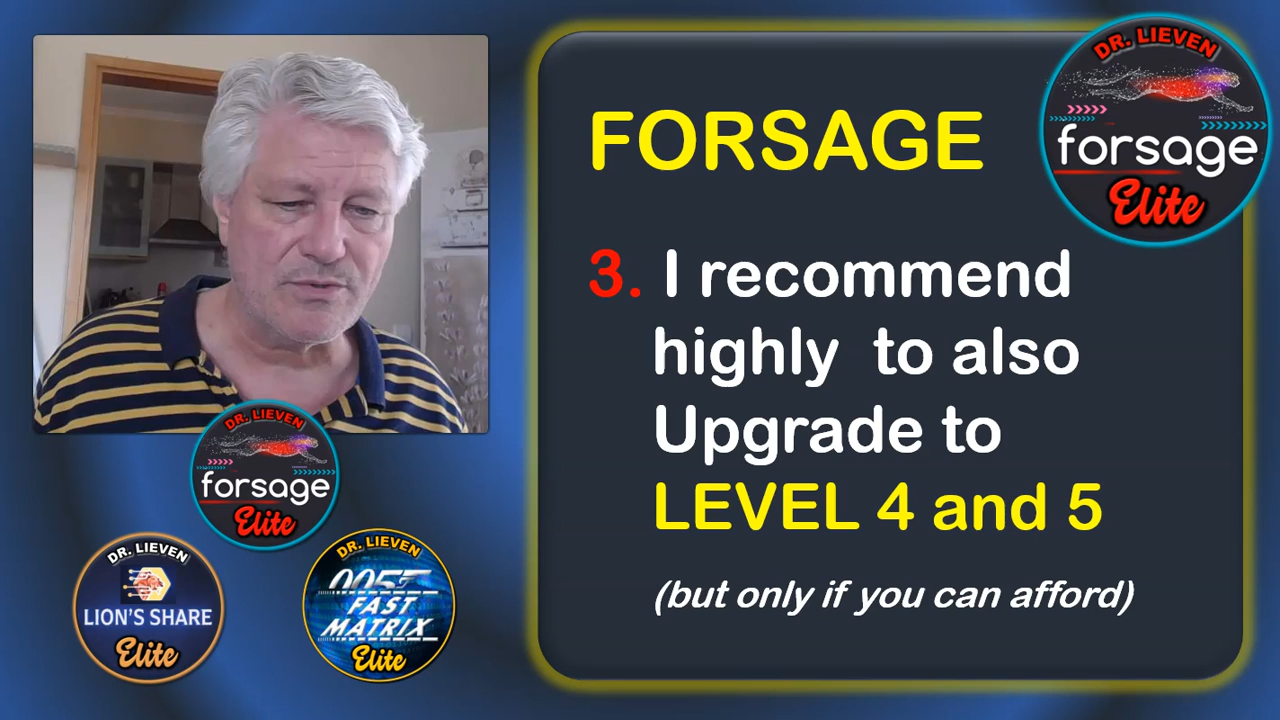 FORSAGE
3. I recommend
highly to also
Upgrade to
LEVEL 4 and 5
(but only if you can afford)
DR. LIEVEN
forsage
Elite
DR. LIEVEN
forsage
Elite
DR. LIEVEN
LION'S SHARE
Elite
DR. LIEVEN
FAST
MATRIX
Elite